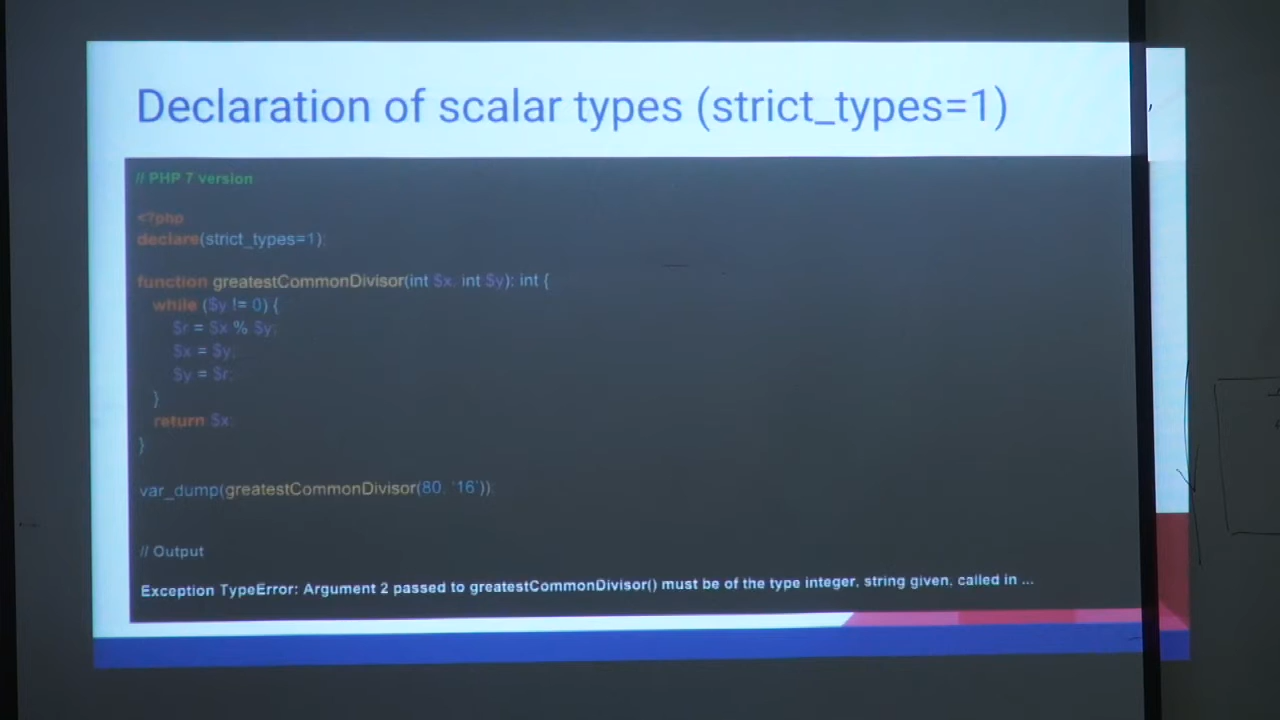 Declaration of scalar types (strict_types=1)
// PHP 7 version
<?php
declare(strict_types=1);
function greatestCommonDivisor(int $x, int $y): int {
while ($y != 0) {
$r = $x % $y;
$x = $y;
$y = $r;
}
return $x;
}
var_dump(greatestCommonDivisor(80, '16'));
// Output
Exception TypeError: Argument 2 passed to greatestCommonDivisor() must be of the type integer, string given, called in ...